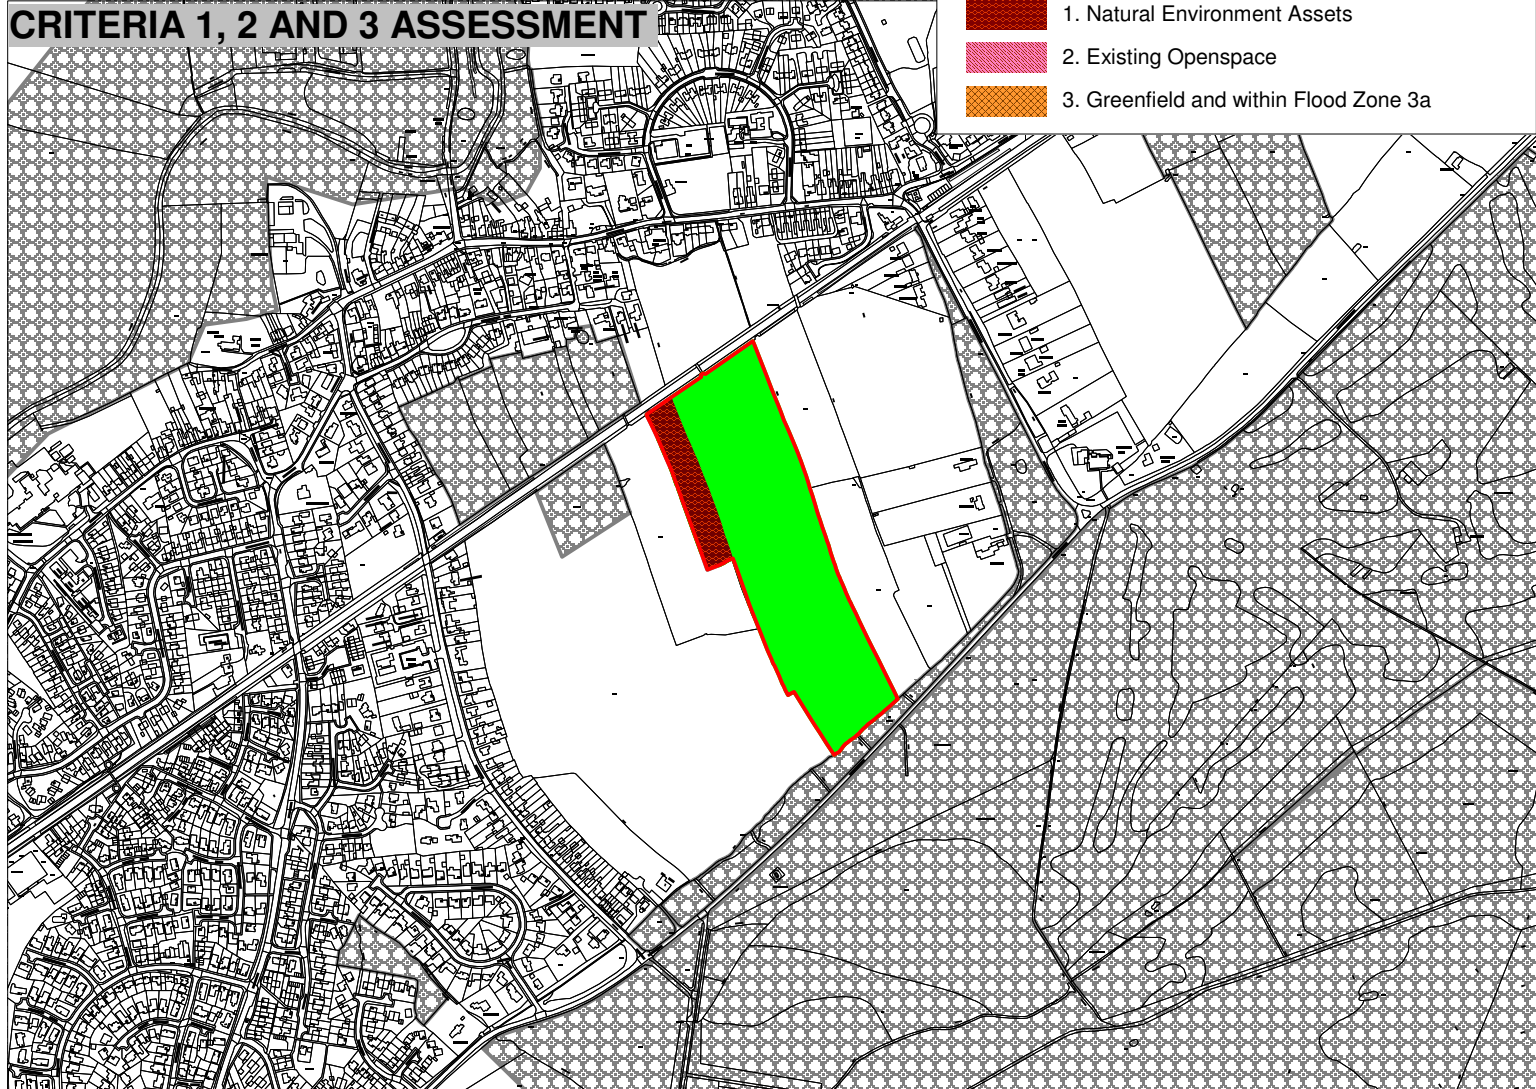 CRITERIA 1, 2 AND 3 ASSESSMENT
1. Natural Environment Assets
2. Existing Openspace
3. Greenfield and within Flood Zone 3a